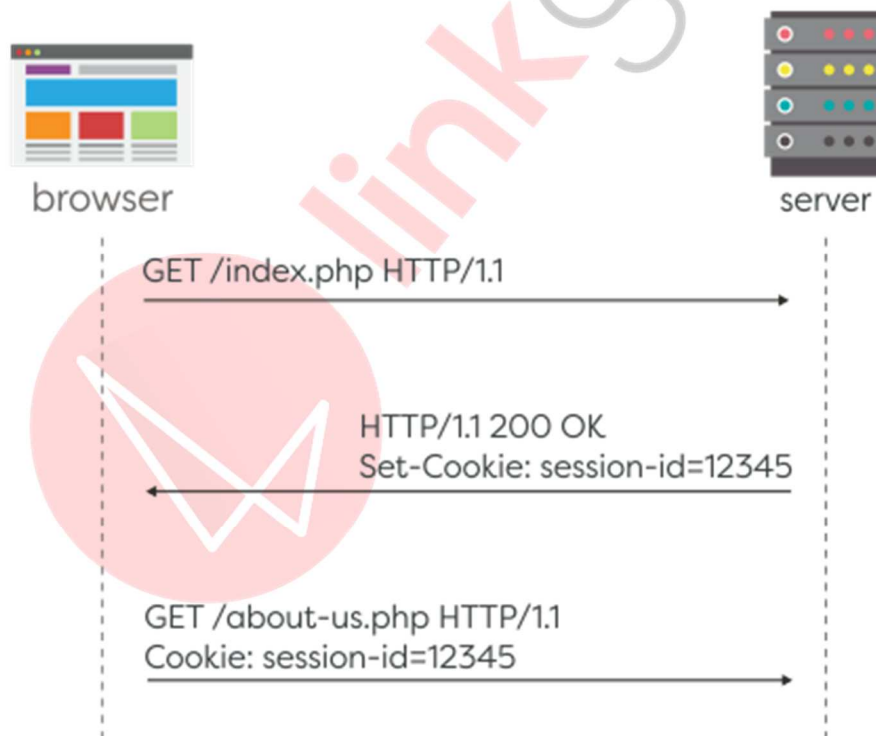 browser
server
GET /index.php HTTP/1.1
HTTP/1.1 200 OK
Set-Cookie: session-id=12345
GET /about-us.php HTTP/1.1
Cookie: session-id=12345
link